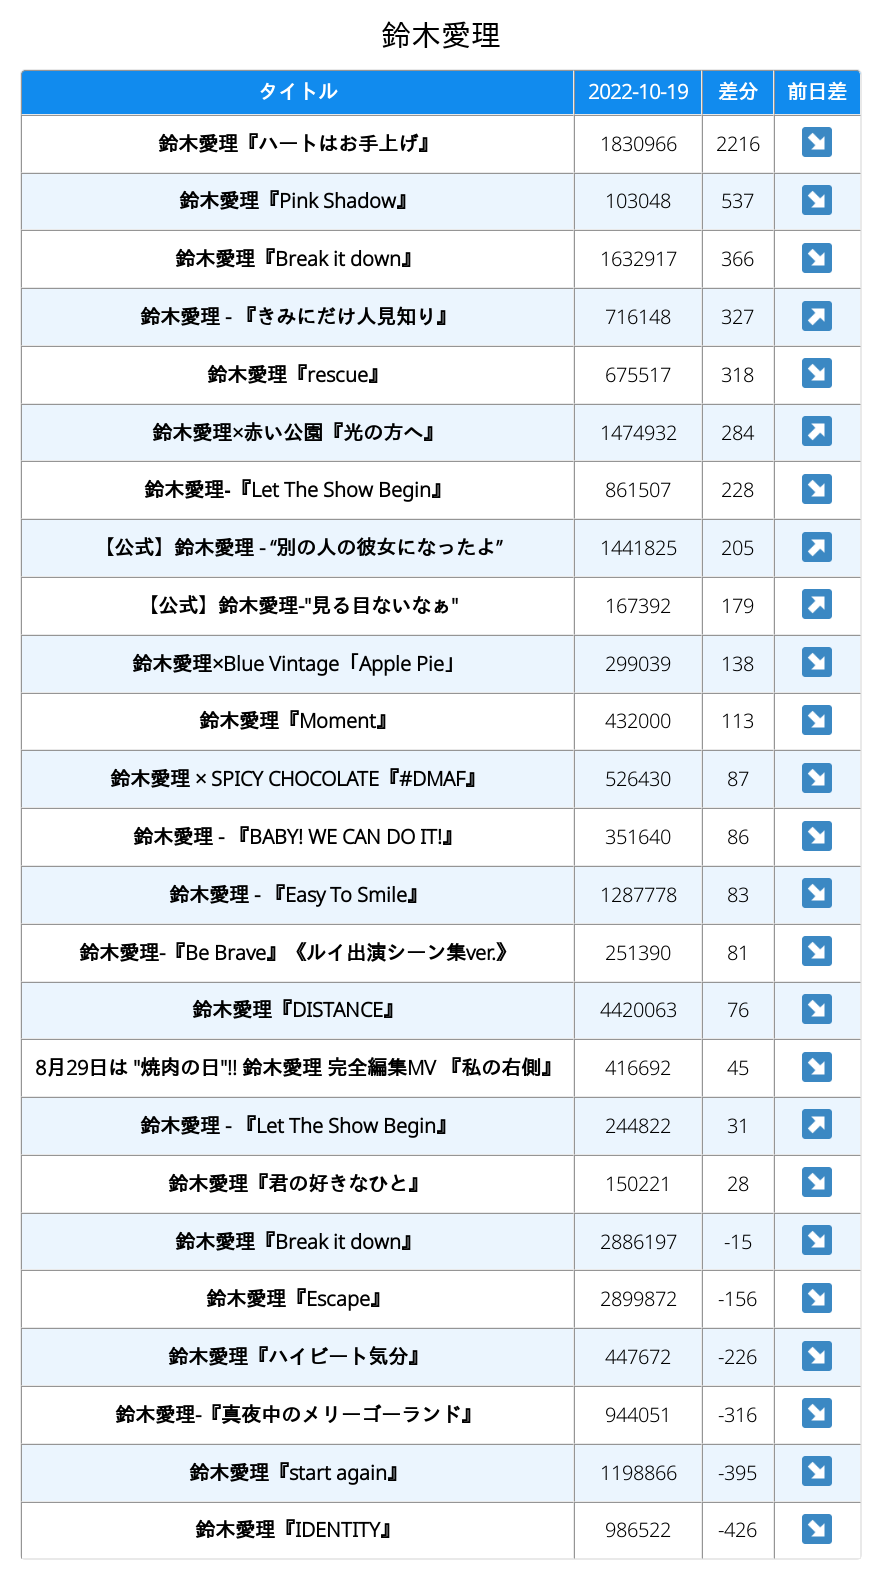 鈴木愛理
タイトル 2022-10-19 差分 前日差
鈴木愛理『ハートはお手上げ』 1830966 2216 ↘
鈴木愛理『Pink Shadow』 103048 537 ↘
鈴木愛理『Break it down』 1632917 366 ↘
鈴木愛理 - 『きみにだけ人見知り』 716148 327 ↗
鈴木愛理『rescue』 675517 318 ↘
鈴木愛理×赤い公園『光の方へ』 1474932 284 ↗
鈴木愛理-『Let The Show Begin』 861507 228 ↘
【公式】鈴木愛理 - “別の人の彼女になったよ” 1441825 205 ↗
【公式】鈴木愛理-"見る目ないなぁ" 167392 179 ↗
鈴木愛理×Blue Vintage「Apple Pie」 299039 138 ↘
鈴木愛理『Moment』 432000 113 ↘
鈴木愛理 × SPICY CHOCOLATE『#DMAF』 526430 87 ↘
鈴木愛理 - 『BABY! WE CAN DO IT!』 351640 86 ↘
鈴木愛理 - 『Easy To Smile』 1287778 83 ↘
鈴木愛理-『Be Brave』《ルイ出演シーン集ver.》 251390 81 ↘
鈴木愛理『DISTANCE』 4420063 76 ↘
8月29日は "焼肉の日"!! 鈴木愛理 完全編集MV 『私の右側』 416692 45 ↘
鈴木愛理 - 『Let The Show Begin』 244822 31 ↗
鈴木愛理『君の好きなひと』 150221 28 ↘
鈴木愛理『Break it down』 2886197 -15 ↘
鈴木愛理『Escape』 2899872 -156 ↘
鈴木愛理『ハイビート気分』 447672 -226 ↘
鈴木愛理-『真夜中のメリーゴーランド』 944051 -316 ↘
鈴木愛理『start again』 1198866 -395 ↘
鈴木愛理『IDENTITY』 986522 -426 ↘